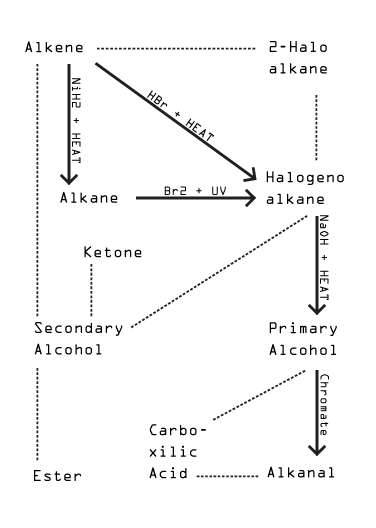 Alkene
2-Halo
alkane
NiH2 + HEAT
HBr + HEAT
Halogeno
alkane
Alkane
Br2 + UV
NaOH + HEAT
Ketone
Secondary
Alcohol
Primary
Alcohol
Chromate
Carbo-
xilic
Acid
Alkanal
Ester